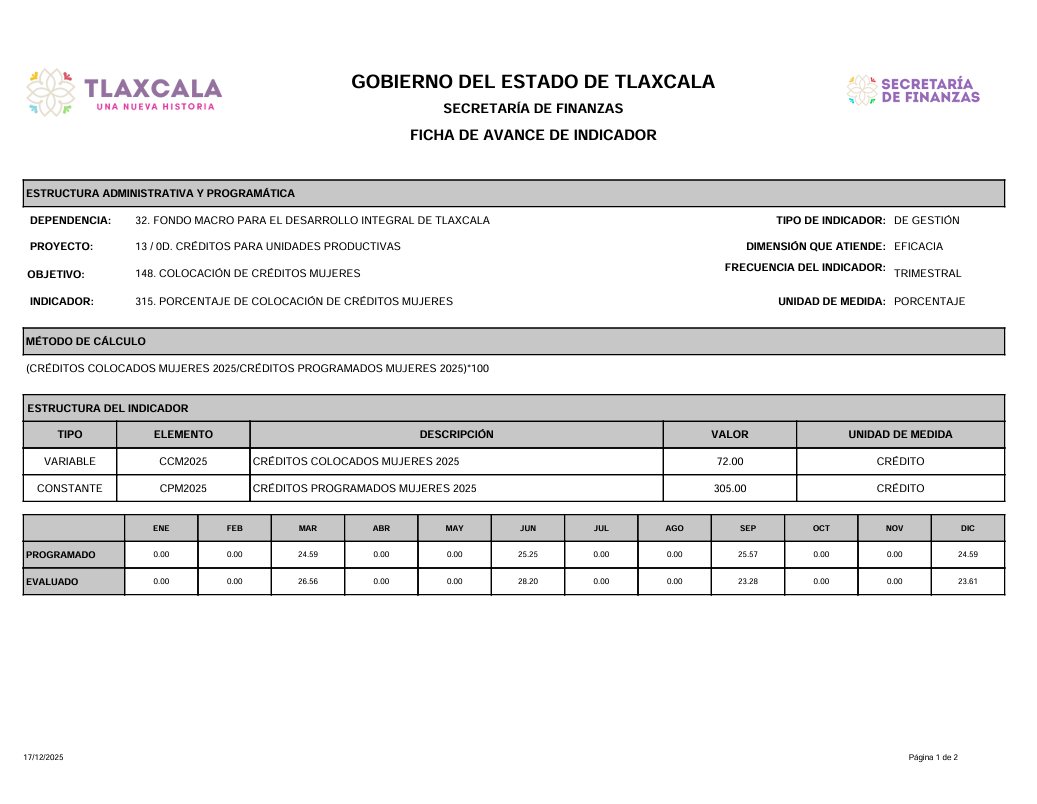 TLAXCALA
UNA NUEVA HISTORIA
GOBIERNO DEL ESTADO DE TLAXCALA
SECRETARÍA DE FINANZAS
FICHA DE AVANCE DE INDICADOR
SECRETARÍA
DE FINANZAS
ESTRUCTURA ADMINISTRATIVA Y PROGRAMÁTICA
DEPENDENCIA: 32. FONDO MACRO PARA EL DESARROLLO INTEGRAL DE TLAXCALA TIPO DE INDICADOR: DE GESTIÓN
PROYECTO: 13 / 0D. CRÉDITOS PARA UNIDADES PRODUCTIVAS DIMENSIÓN QUE ATIENDE: EFICACIA
OBJETIVO: 148. COLOCACIÓN DE CRÉDITOS MUJERES FRECUENCIA DEL INDICADOR: TRIMESTRAL
INDICADOR: 315. PORCENTAJE DE COLOCACIÓN DE CRÉDITOS MUJERES UNIDAD DE MEDIDA: PORCENTAJE
MÉTODO DE CÁLCULO
(CRÉDITOS COLOCADOS MUJERES 2025/CRÉDITOS PROGRAMADOS MUJERES 2025)*100
ESTRUCTURA DEL INDICADOR
TIPO ELEMENTO DESCRIPCIÓN VALOR UNIDAD DE MEDIDA
VARIABLE CCM2025 CRÉDITOS COLOCADOS MUJERES 2025 72.00 CRÉDITO
CONSTANTE CPM2025 CRÉDITOS PROGRAMADOS MUJERES 2025 305.00 CRÉDITO
ENE FEB MAR ABR MAY JUN JUL AGO SEP OCT NOV DIC
PROGRAMADO 0.00 0.00 24.59 0.00 0.00 25.25 0.00 0.00 25.57 0.00 0.00 24.59
EVALUADO 0.00 0.00 26.56 0.00 0.00 28.20 0.00 0.00 23.28 0.00 0.00 23.61
17/12/2025 Página 1 de 2